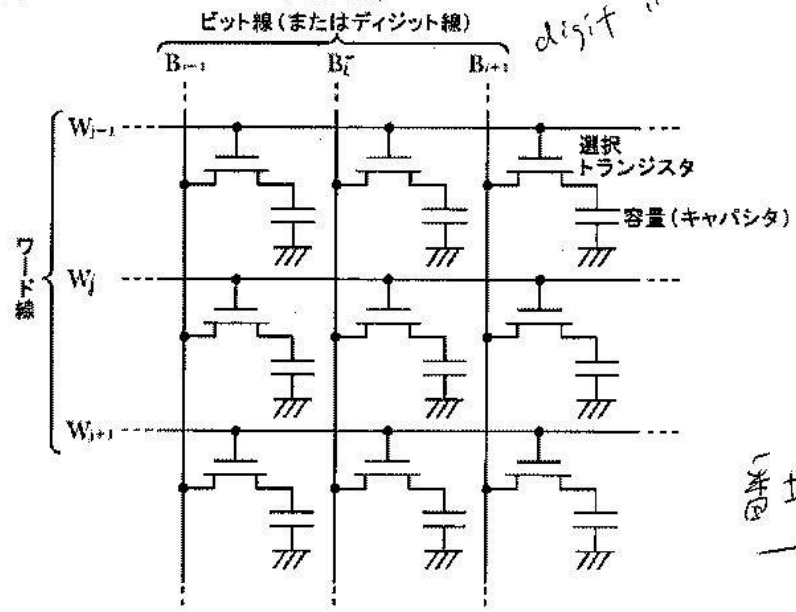 ビット線(またはディジット線)
digit "
B_{i-1} B_i B_{i+1}
W_{j-1}
選択
トランジスタ
容量(キャパシタ)
ワード線
W_j
W_{j+1}